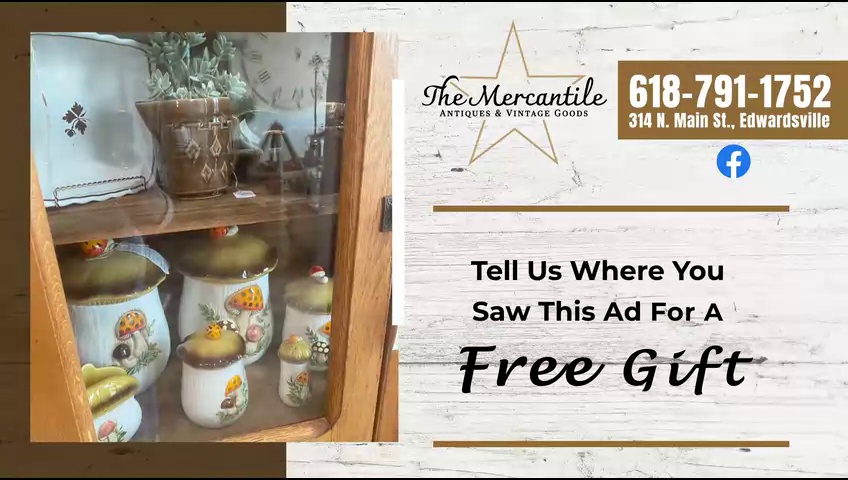 The Mercantile
ANTIQUES & VINTAGE GOODS
618-791-1752
314 N. Main St., Edwardsville
Tell Us Where You
Saw This Ad For A
Free Gift